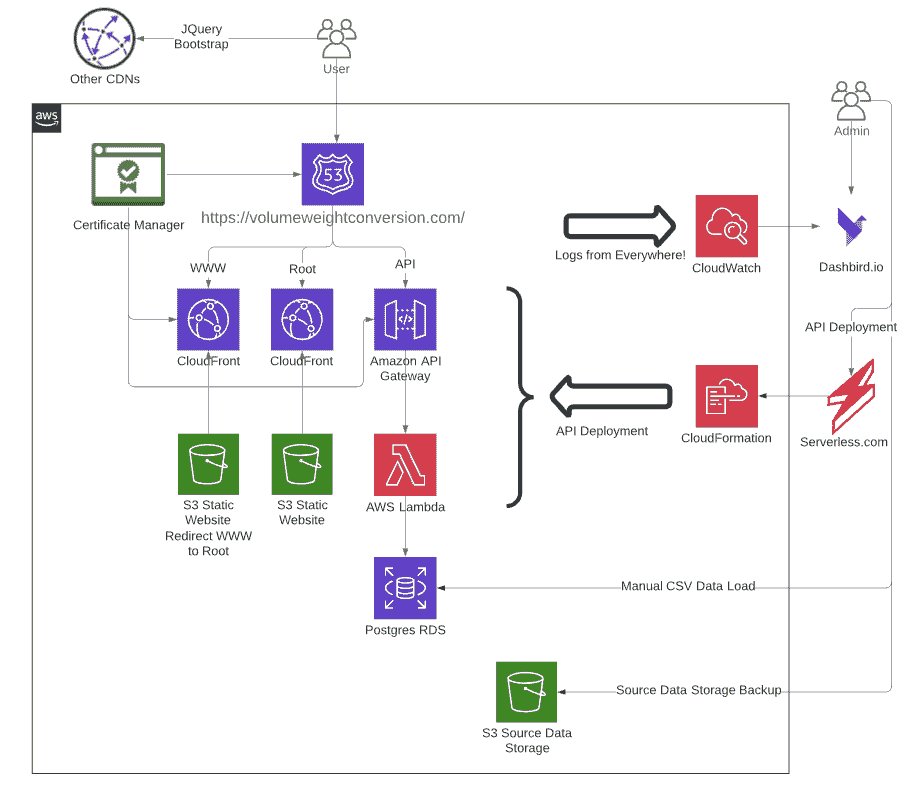 JQuery
Bootstrap
Other CDNs
User
aws
Admin
53
Certificate Manager
https://volumeweightconversion.com/
WWW
Root
API
Logs from Everywhere!
CloudWatch
Dashbird.io
API Deployment
CloudFront
CloudFront
Amazon API
Gateway
API Deployment
CloudFormation
Serverless.com
S3 Static
Website
Redirect WWW
to Root
S3 Static
Website
AWS Lambda
Manual CSV Data Load
Postgres RDS
Source Data Storage Backup
S3 Source Data
Storage